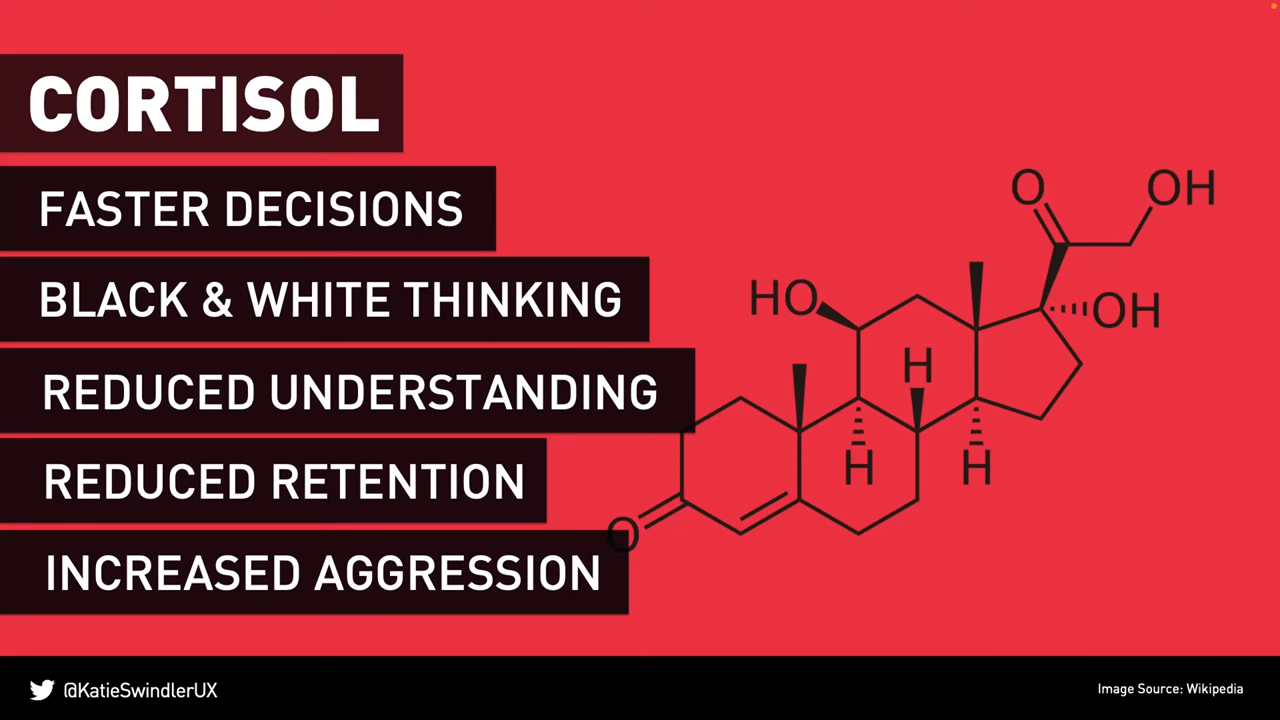 CORTISOL
FASTER DECISIONS
BLACK & WHITE THINKING
REDUCED UNDERSTANDING
REDUCED RETENTION
INCREASED AGGRESSION
O
OH
HO
OH
H
H
H
O
@KatieSwindlerUX
Image Source: Wikipedia